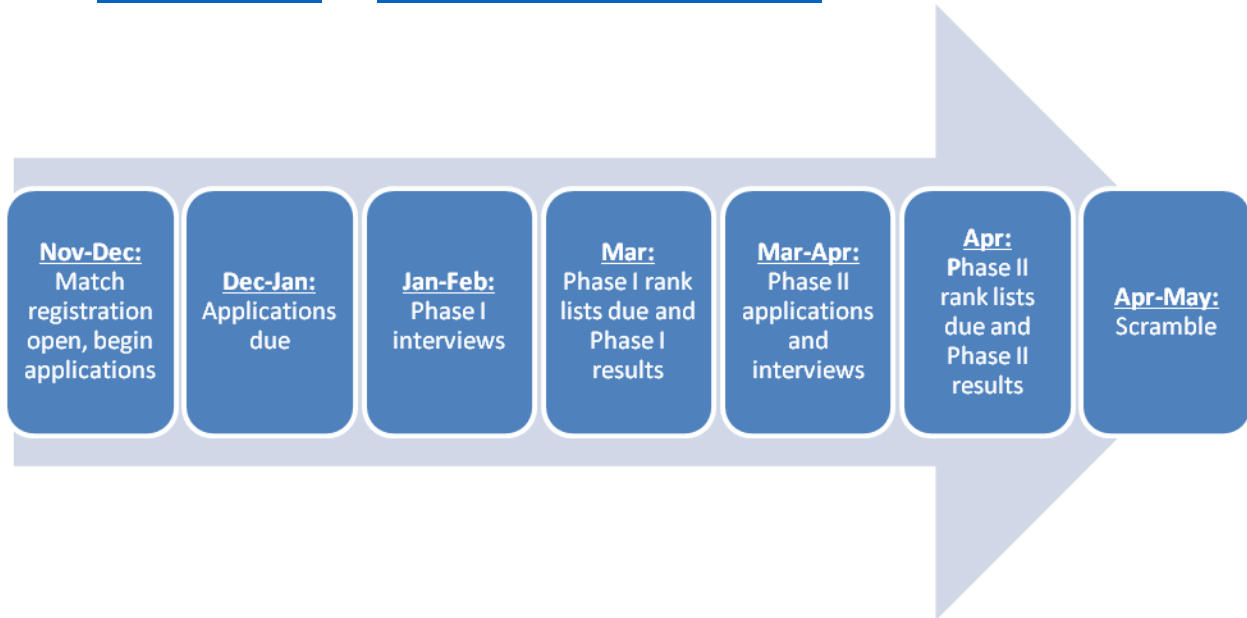 Nov-Dec:
Match
registration
open, begin
applications
Dec-Jan:
Applications
due
Jan-Feb:
Phase I
interviews
Mar:
Phase I rank
lists due and
Phase I
results
Mar-Apr:
Phase II
applications
and
interviews
Apr:
Phase II
rank lists
due and
Phase II
results
Apr-May:
Scramble